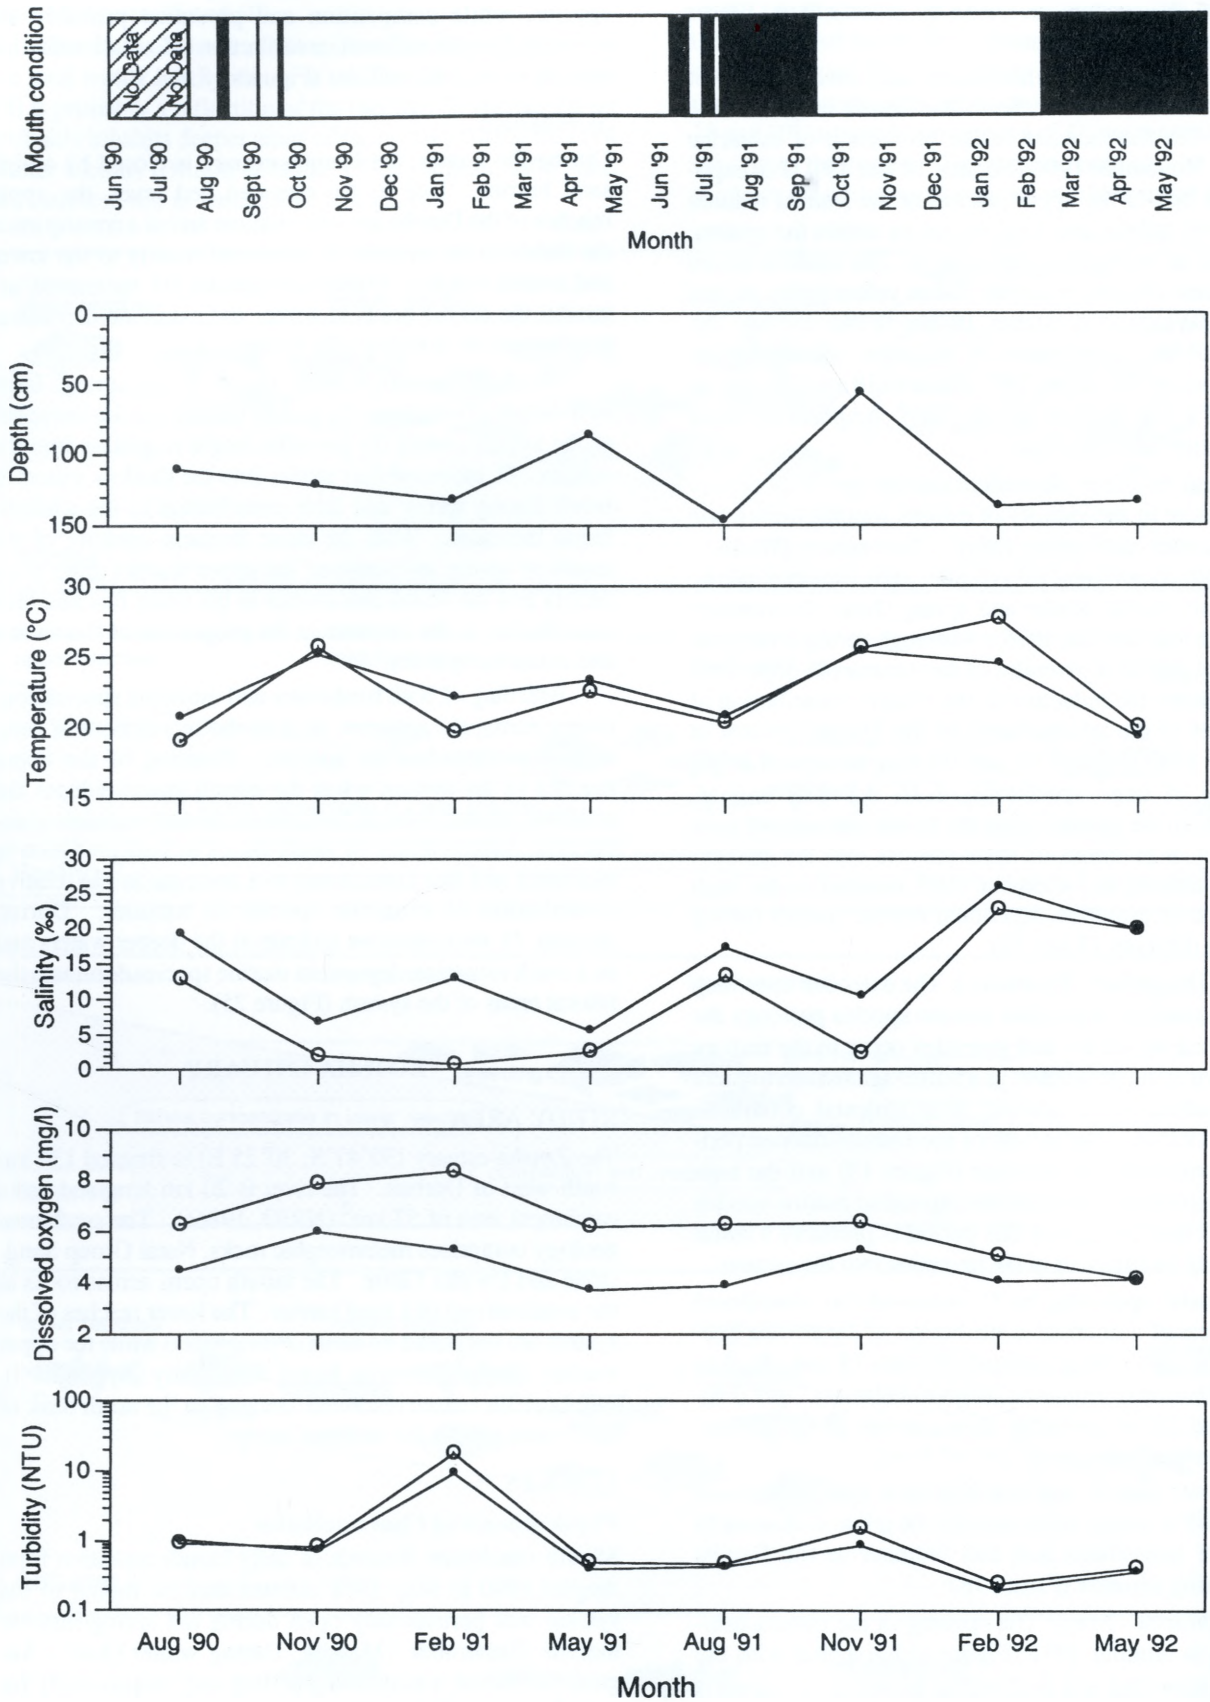 Mouth condition
No Data
No Data
Jun '90
Jul '90
Aug '90
Sept '90
Oct '90
Nov '90
Dec '90
Jan '91
Feb '91
Mar '91
Apr '91
May '91
Jun '91
Jul '91
Aug '91
Sep '91
Oct '91
Nov '91
Dec '91
Jan '92
Feb '92
Mar '92
Apr '92
May '92
Month
Depth (cm)
0
50
100
150
Temperature (°C)
30
25
20
15
Salinity (‰)
30
25
20
15
10
5
0
Dissolved oxygen (mg/l)
10
8
6
4
2
Turbidity (NTU)
100
10
1
0.1
Aug '90 Nov '90 Feb '91 May '91 Aug '91 Nov '91 Feb '92 May '92
Month